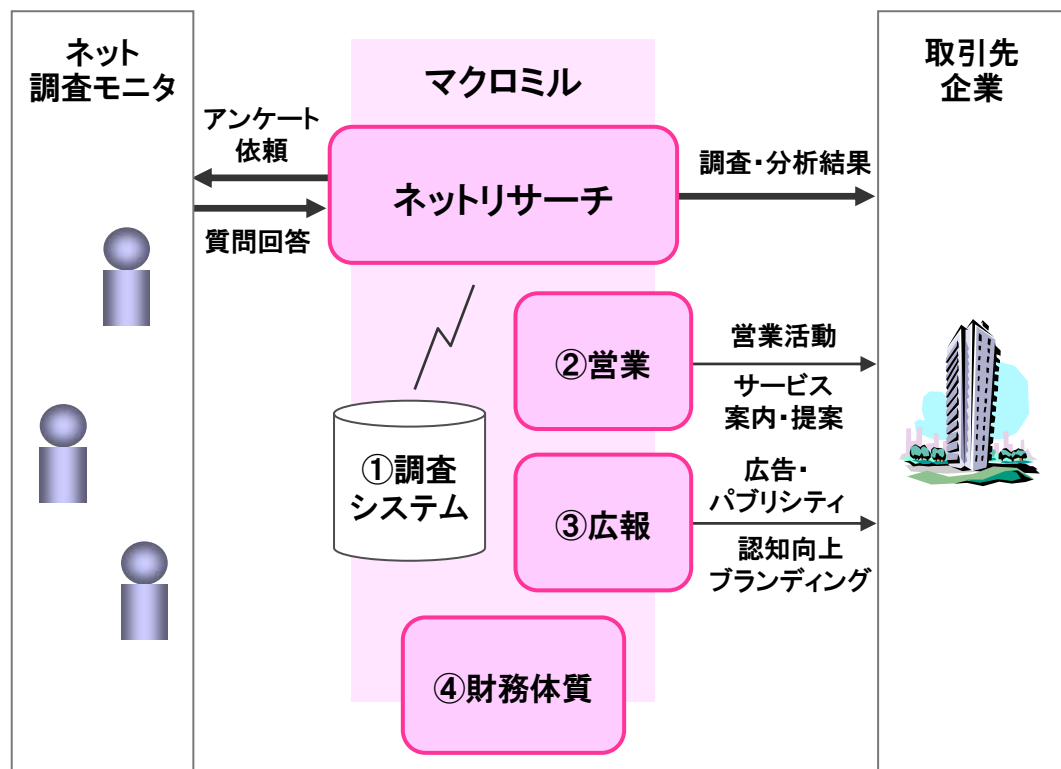 ネット
調査モニタ
マクロミル
取引先
企業
アンケート
依頼
質問回答
ネットリサーチ
調査・分析結果
①調査
システム
②営業
営業活動
サービス
案内・提案
③広報
広告・
パブリシティ
認知向上
ブランディング
④財務体質